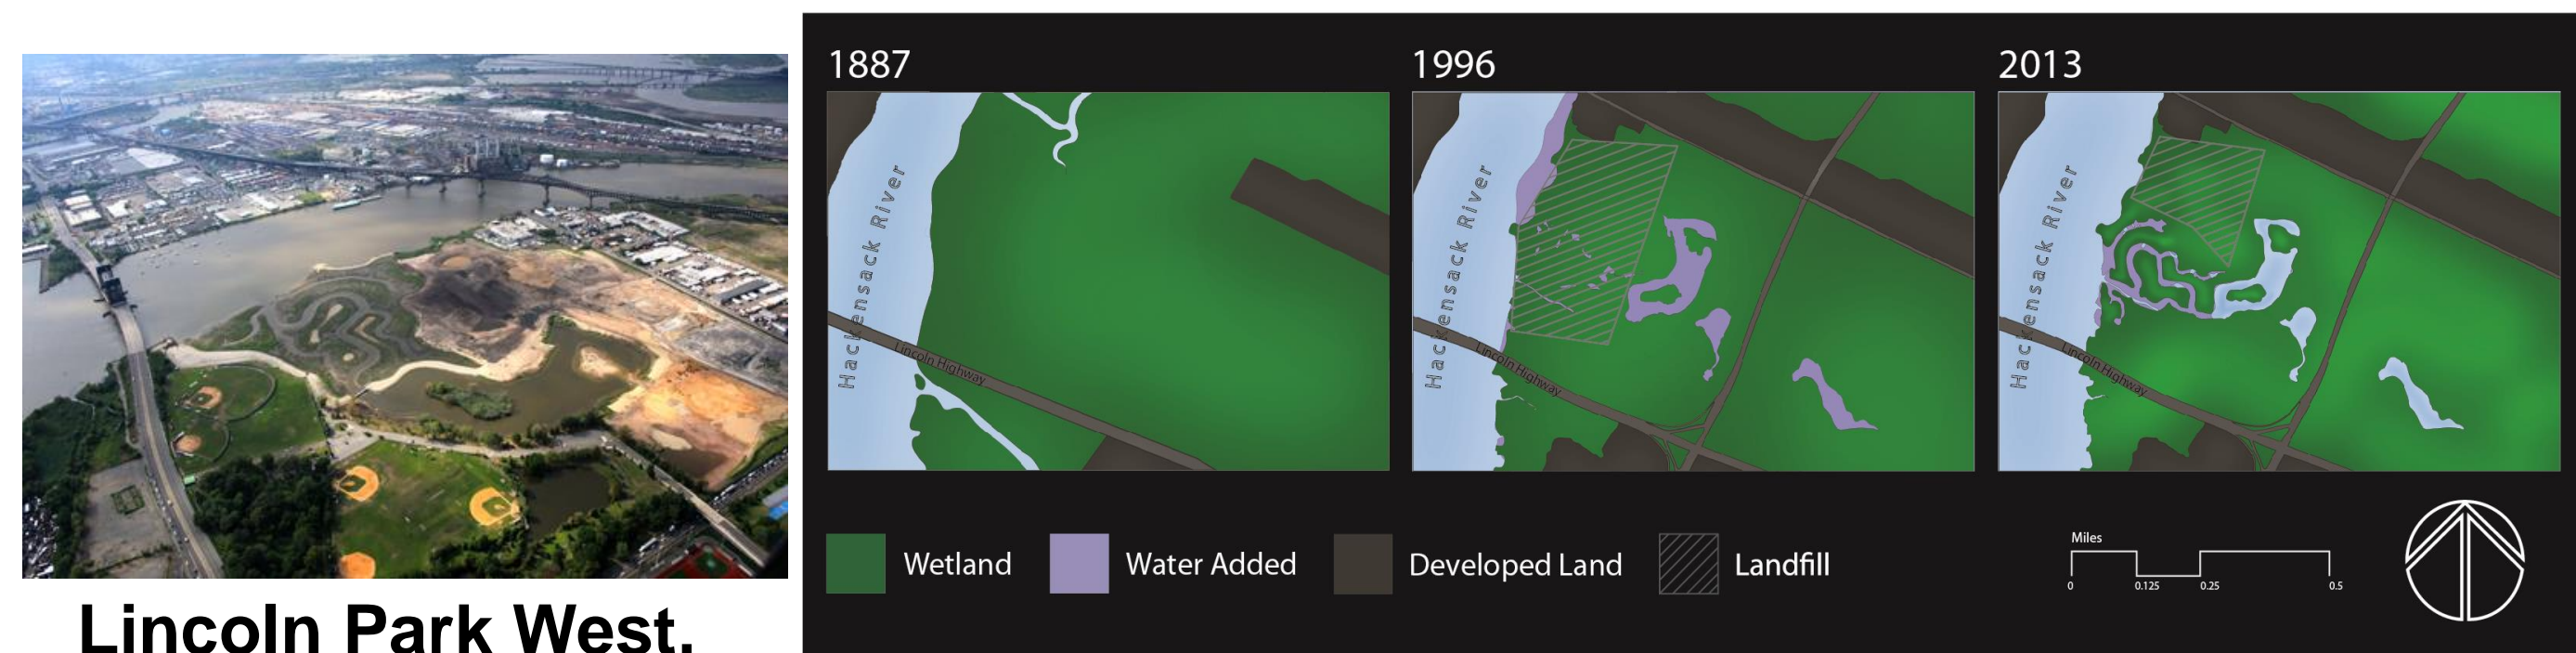 Lincoln Park West.
1887
Hackensack River
Lincoln Highway
1996
Hackensack River
Lincoln Highway
2013
Hackensack River
Lincoln Highway
Wetland
Water Added
Developed Land
Landfill
Miles
0 0.125 0.25 0.5